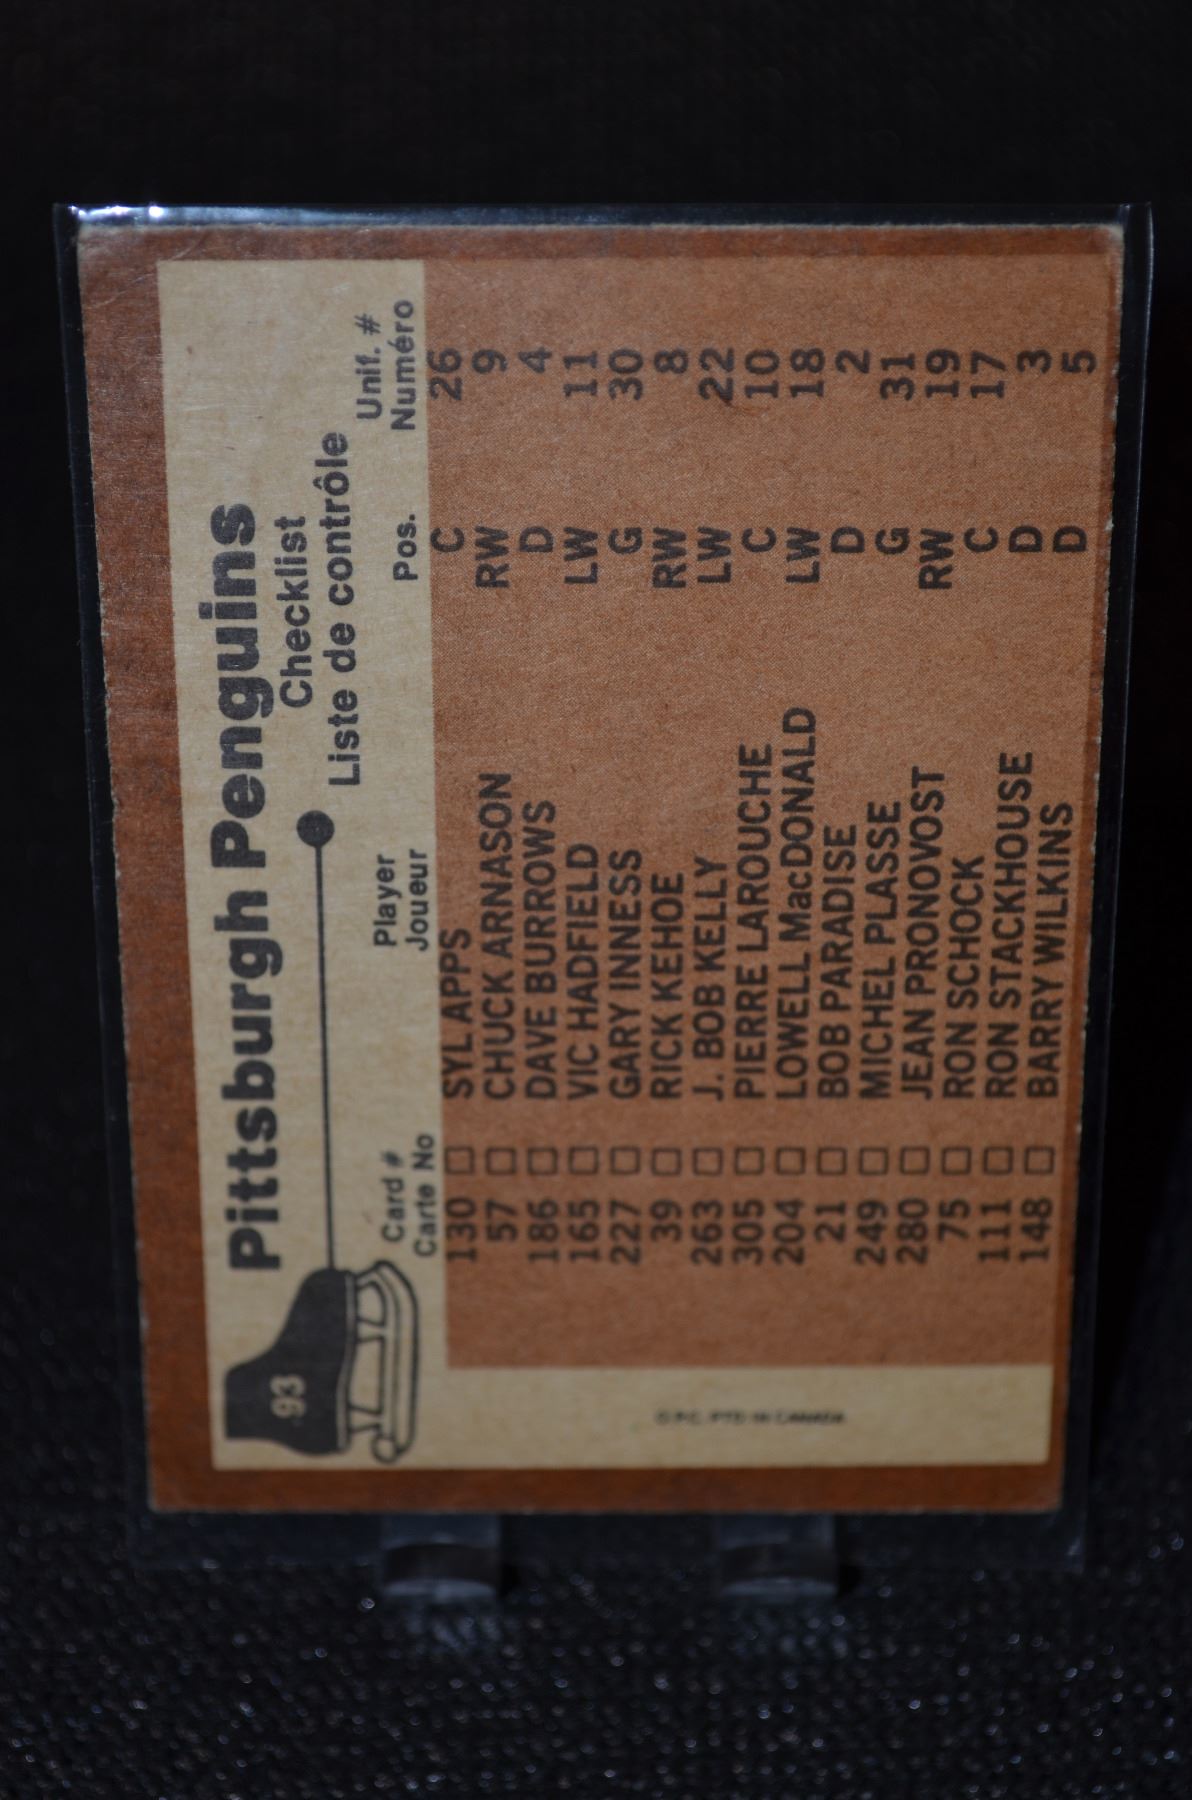 93
Pittsburgh Penguins
Checklist
Liste de contrôle
Card # Player Pos. Unif. #
Carte No Joueur Numéro
130 SYL APPS C 26
57 CHUCK ARNASON RW 9
186 DAVE BURROWS D 4
165 VIC HADFIELD LW 11
227 GARY INNESS G 30
39 RICK KEHOE RW 8
263 J. BOB KELLY LW 22
305 PIERRE LAROUCHE C 10
204 LOWELL MacDONALD LW 18
21 BOB PARADISE D 2
249 MICHEL PLASSE G 31
280 JEAN PRONOVOST RW 19
75 RON SCHOCK C 17
111 RON STACKHOUSE D 3
148 BARRY WILKINS D 5
O.P.C. PTD IN CANADA